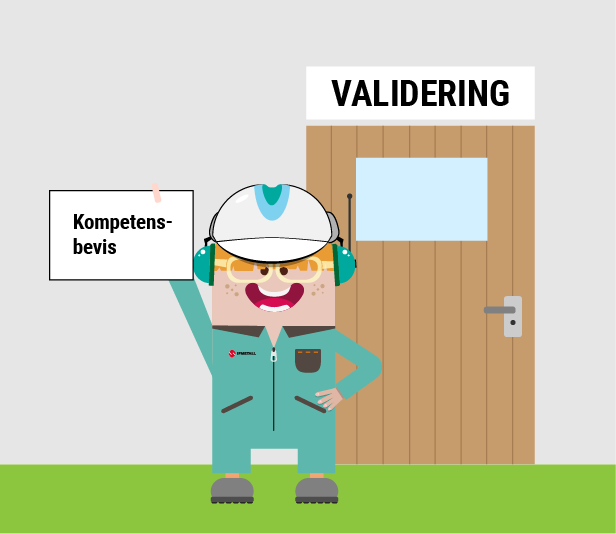 VALIDERING
Kompetens-
bevis